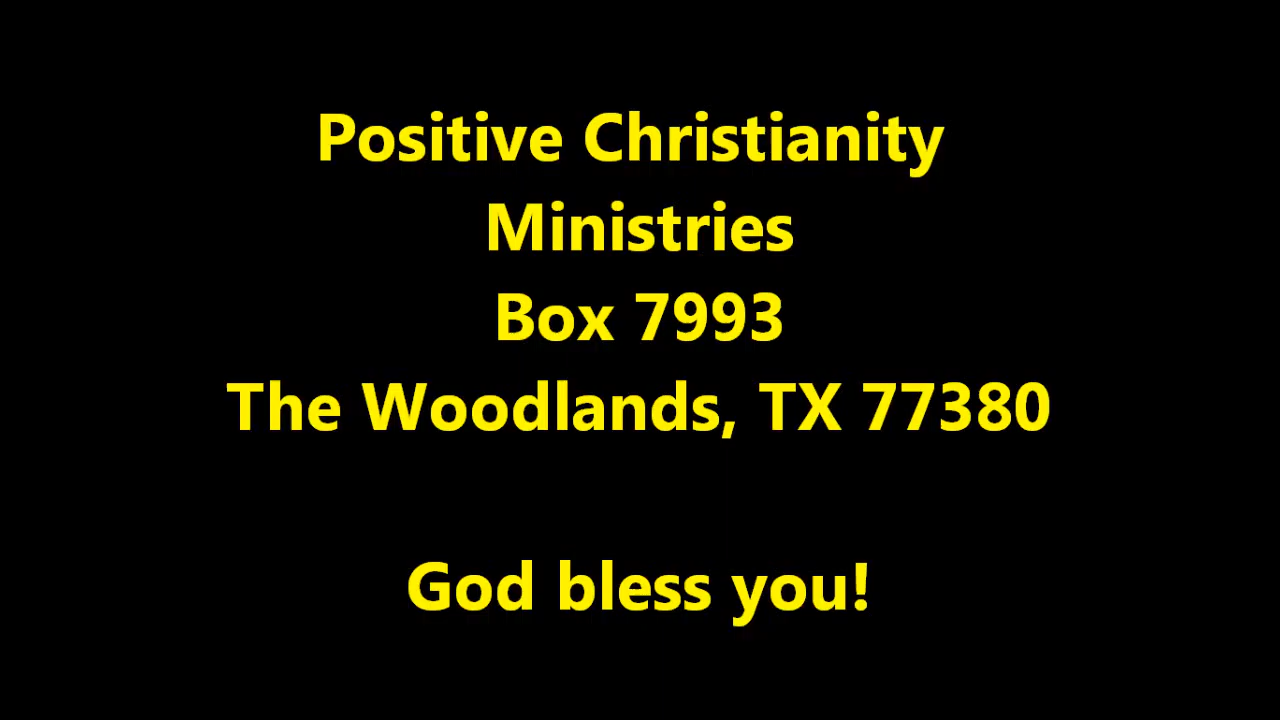 Positive Christianity
Ministries
Box 7993
The Woodlands, TX 77380
God bless you!